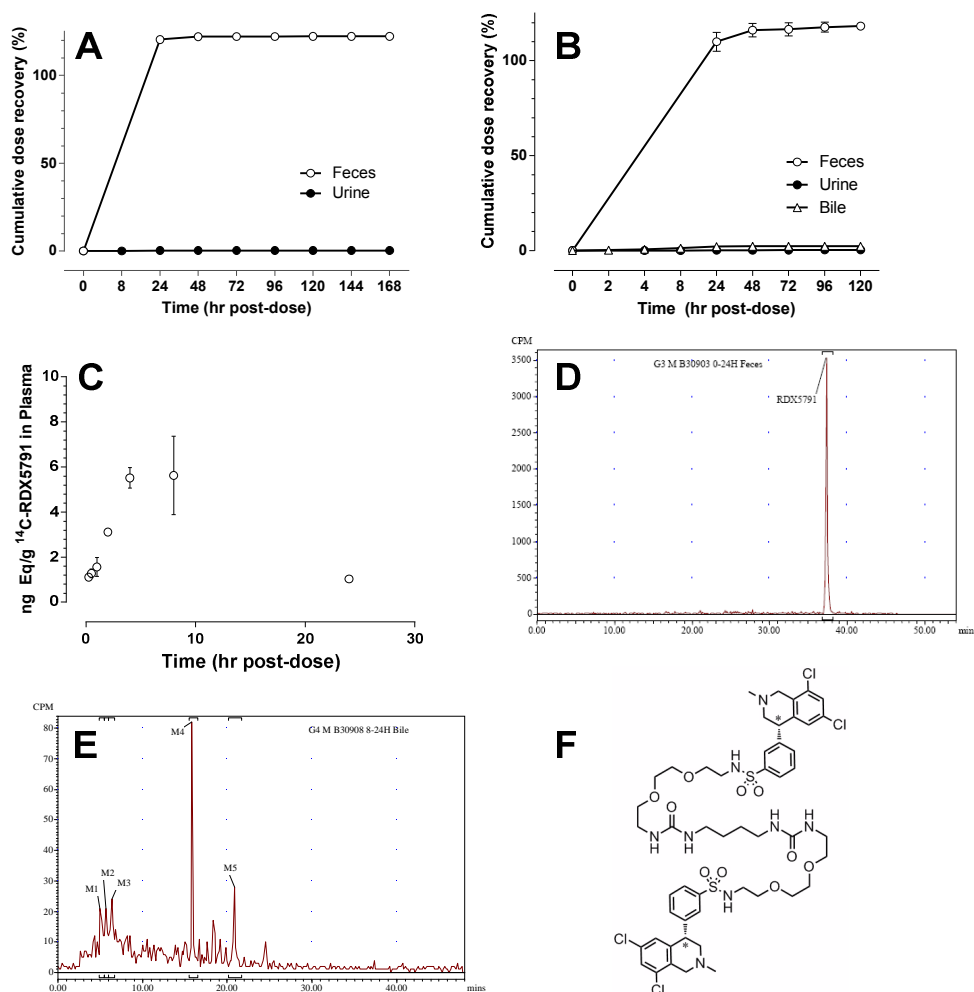 A
Cumulative dose recovery (%)
100
50
0
Feces
Urine
0 8 24 48 72 96 120 144 168
Time (hr post-dose)
B
Cumulative dose recovery (%)
100
50
0
Feces
Urine
Bile
0 2 4 8 24 48 72 96 120
Time (hr post-dose)
C
ng Eq/g 14C-RDX5791 in Plasma
10
8
6
4
2
0
0 10 20 30
Time (hr post-dose)
D
CPM
G3 M B30903 0-24H Feces
RDX5791
3500
3000
2500
2000
1500
1000
500
0
0.00 10.00 20.00 30.00 40.00 50.00 min
E
CPM
G4 M B30908 8-24H Bile
M4
M5
M1
M2
M3
80
70
60
50
40
30
20
10
0
0.00 10.00 20.00 30.00 40.00 mins
F
Cl
N
*
Cl
H
N
S
O O
O
O
O
N
H
N
H
H
N
H
N
O
O
O O
S
N
H
O
Cl
*
N
Cl